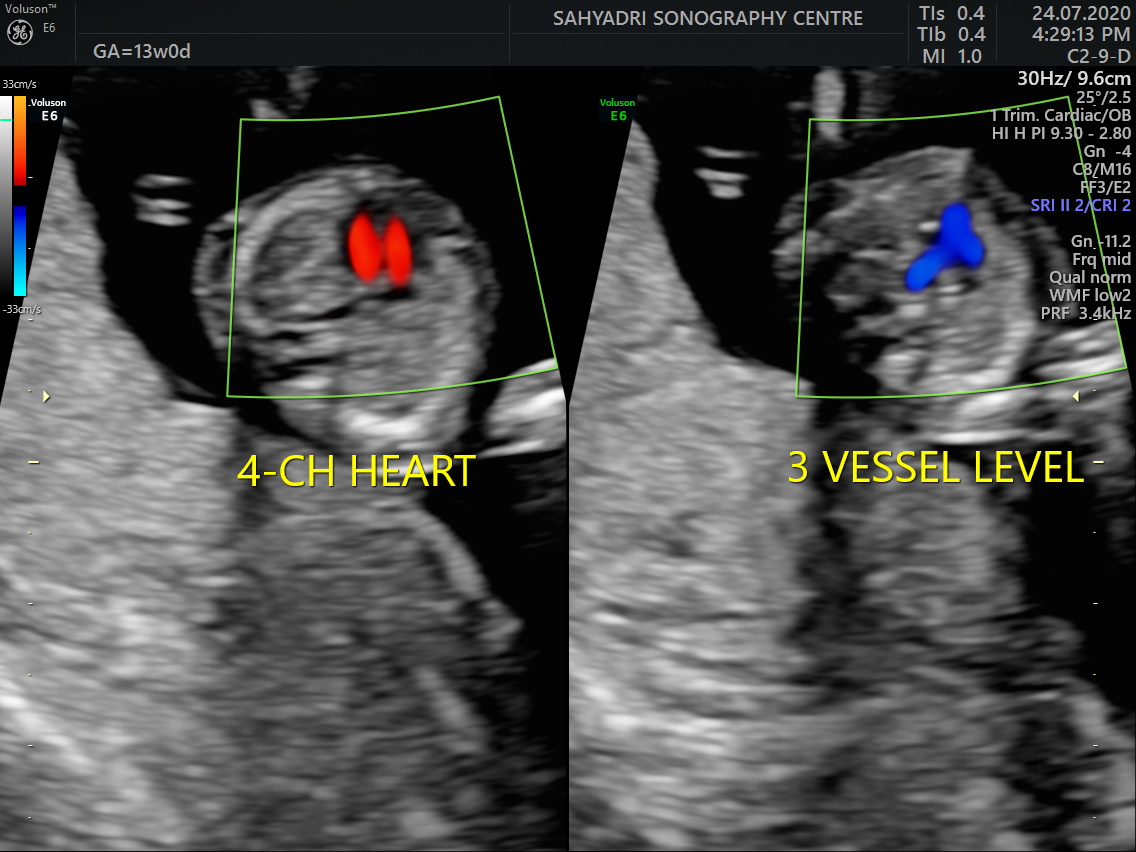 Voluson™
E6
GA=13w0d
SAHYADRI SONOGRAPHY CENTRE
TIs 0.4
TIb 0.4
MI 1.0
24.07.2020
4:29:13 PM
C2-9-D
33cm/s
Voluson
E6
-33cm/s
Voluson
E6
30Hz/ 9.6cm
25°/2.5
1 Trim. Cardiac/OB
HI H PI 9.30 - 2.80
Gn -4
C8/M16
FF3/E2
SRI II 2/CRI 2
Gn -11.2
Frq mid
Qual norm
WMF low2
PRF 3.4kHz
4-CH HEART
3 VESSEL LEVEL